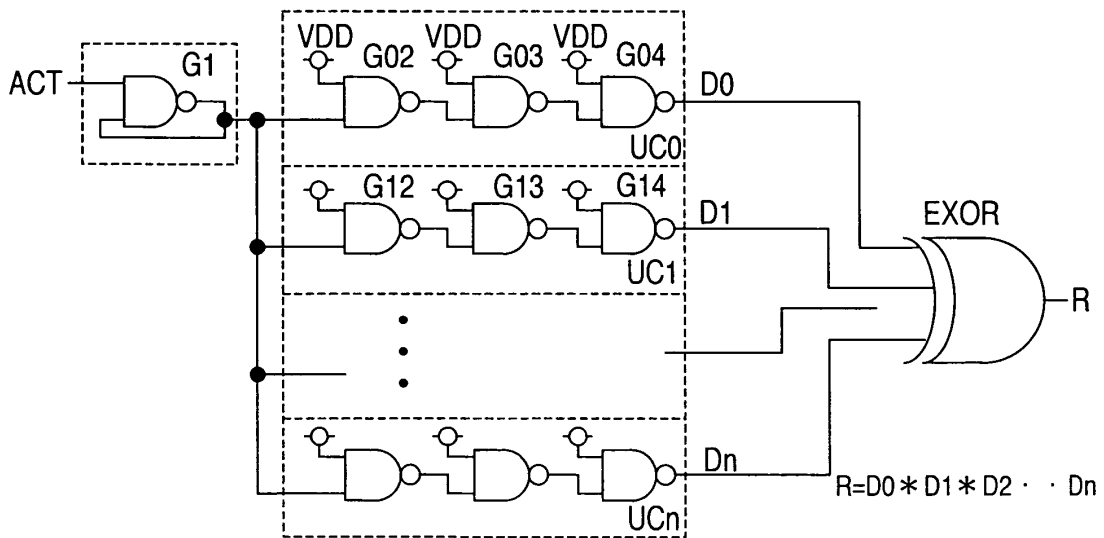 VDD VDD VDD
G1 G02 G03 G04
ACT D0
UC0
G12 G13 G14
D1 EXOR
UC1
R
Dn
R=D0＊D1＊D2 · · Dn
UCn